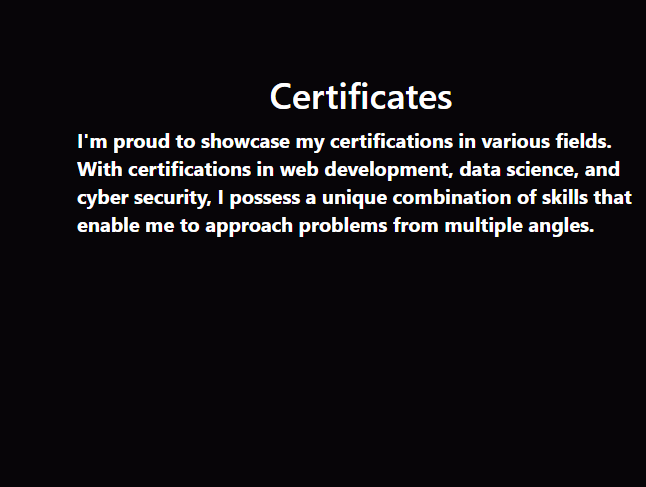 Certificates
I'm proud to showcase my certifications in various fields.
With certifications in web development, data science, and
cyber security, I possess a unique combination of skills that
enable me to approach problems from multiple angles.